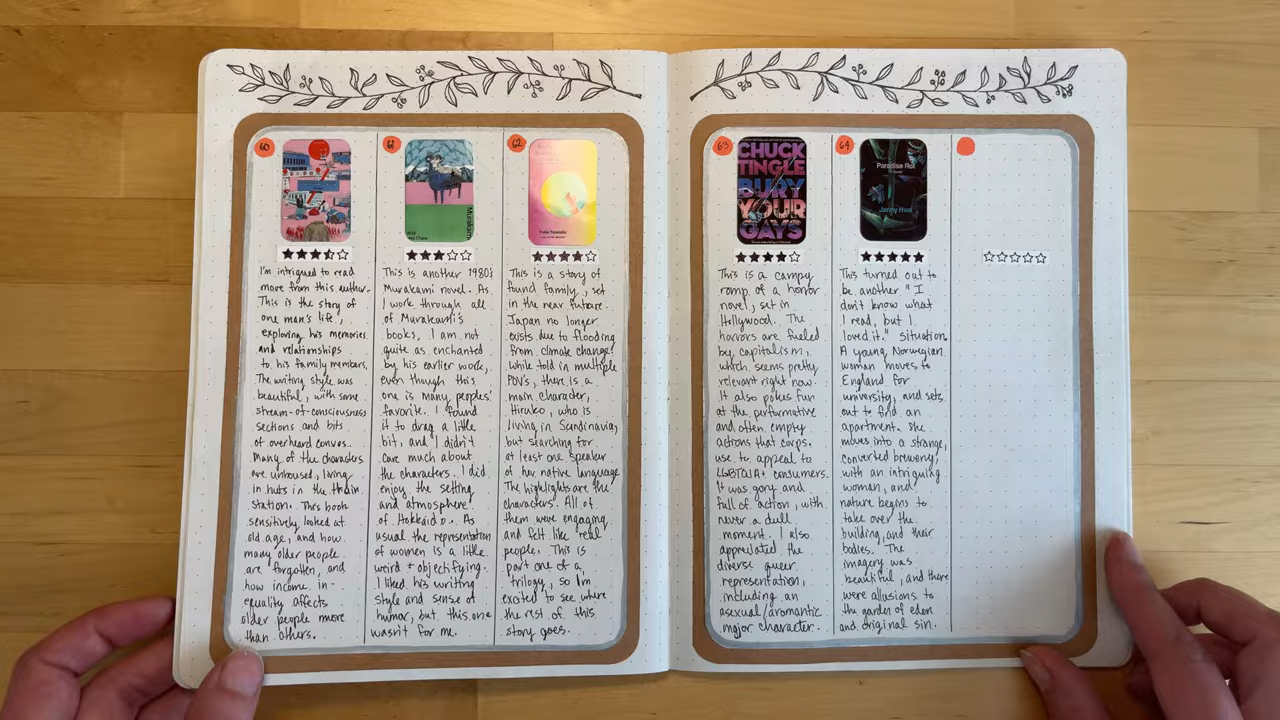 60
I'm intrigued to read
more from this author.
This is the story of
one man's life,
exploring his memories
and relationships
to his family members.
The writing style was
beautiful, with some
stream-of-consciousness
sections and bits
of overheard convos.
Many of the characters
are unhoused, living
in huts in the train
station. This book
sensitively looked at
old age, and how
many older people
are forgotten, and
how income in-
equality affects
older people more
than others.
61
Murakami
This is another 1980s
Murakami novel. As
I work through all
of Murakami's
books, I am not
quite as enchanted
by his earlier work,
even though this
one is many peoples'
favorite. I found
it to drag a little
bit, and I didn't
care much about
the characters. I did
enjoy the setting
and atmosphere
of Hokkaido. As
usual the representation
of women is a little
weird + objectifying.
I liked his writing
style and sense of
humor, but this one
wasn't for me.
62
Yoko Tawada
This is a story of
found family, set
in the near future.
Japan no longer
exists due to flooding
from climate change.
While told in multiple
POV's, there is a
main character,
Hiruko, who is
living in Scandinavia,
but searching for
at least one speaker
of her native language.
The highlights are the
characters. All of
them were engaging
and felt like real
people. This is
part one of a
trilogy, so I'm
excited to see where
the rest of this
story goes.
63
CHUCK
TINGLE
BURY
YOUR
GAYS
This is a campy
romp of a horror
novel, set in
Hollywood. The
horrors are fueled
by capitalism,
which seems pretty
relevant right now.
It also pokes fun
at the performative
and often empty
actions that corps.
use to appeal to
LGBTQIA+ consumers.
It was gory and
full of action, with
never a dull
moment. I also
appreciated the
diverse queer
representation,
including an
asexual/aromantic
major character.
64
Paradise Rot
Jenny Hval
This turned out to
be another "I
don't know what
I read, but I
loved it." situation.
A young Norwegian
woman moves to
England for
university, and sets
out to find an
apartment. She
moves into a strange,
converted brewery,
with an intriguing
woman, and
nature begins to
take over the
building, and their
bodies. The
imagery was
beautiful, and there
were allusions to
the garden of eden
and original sin.